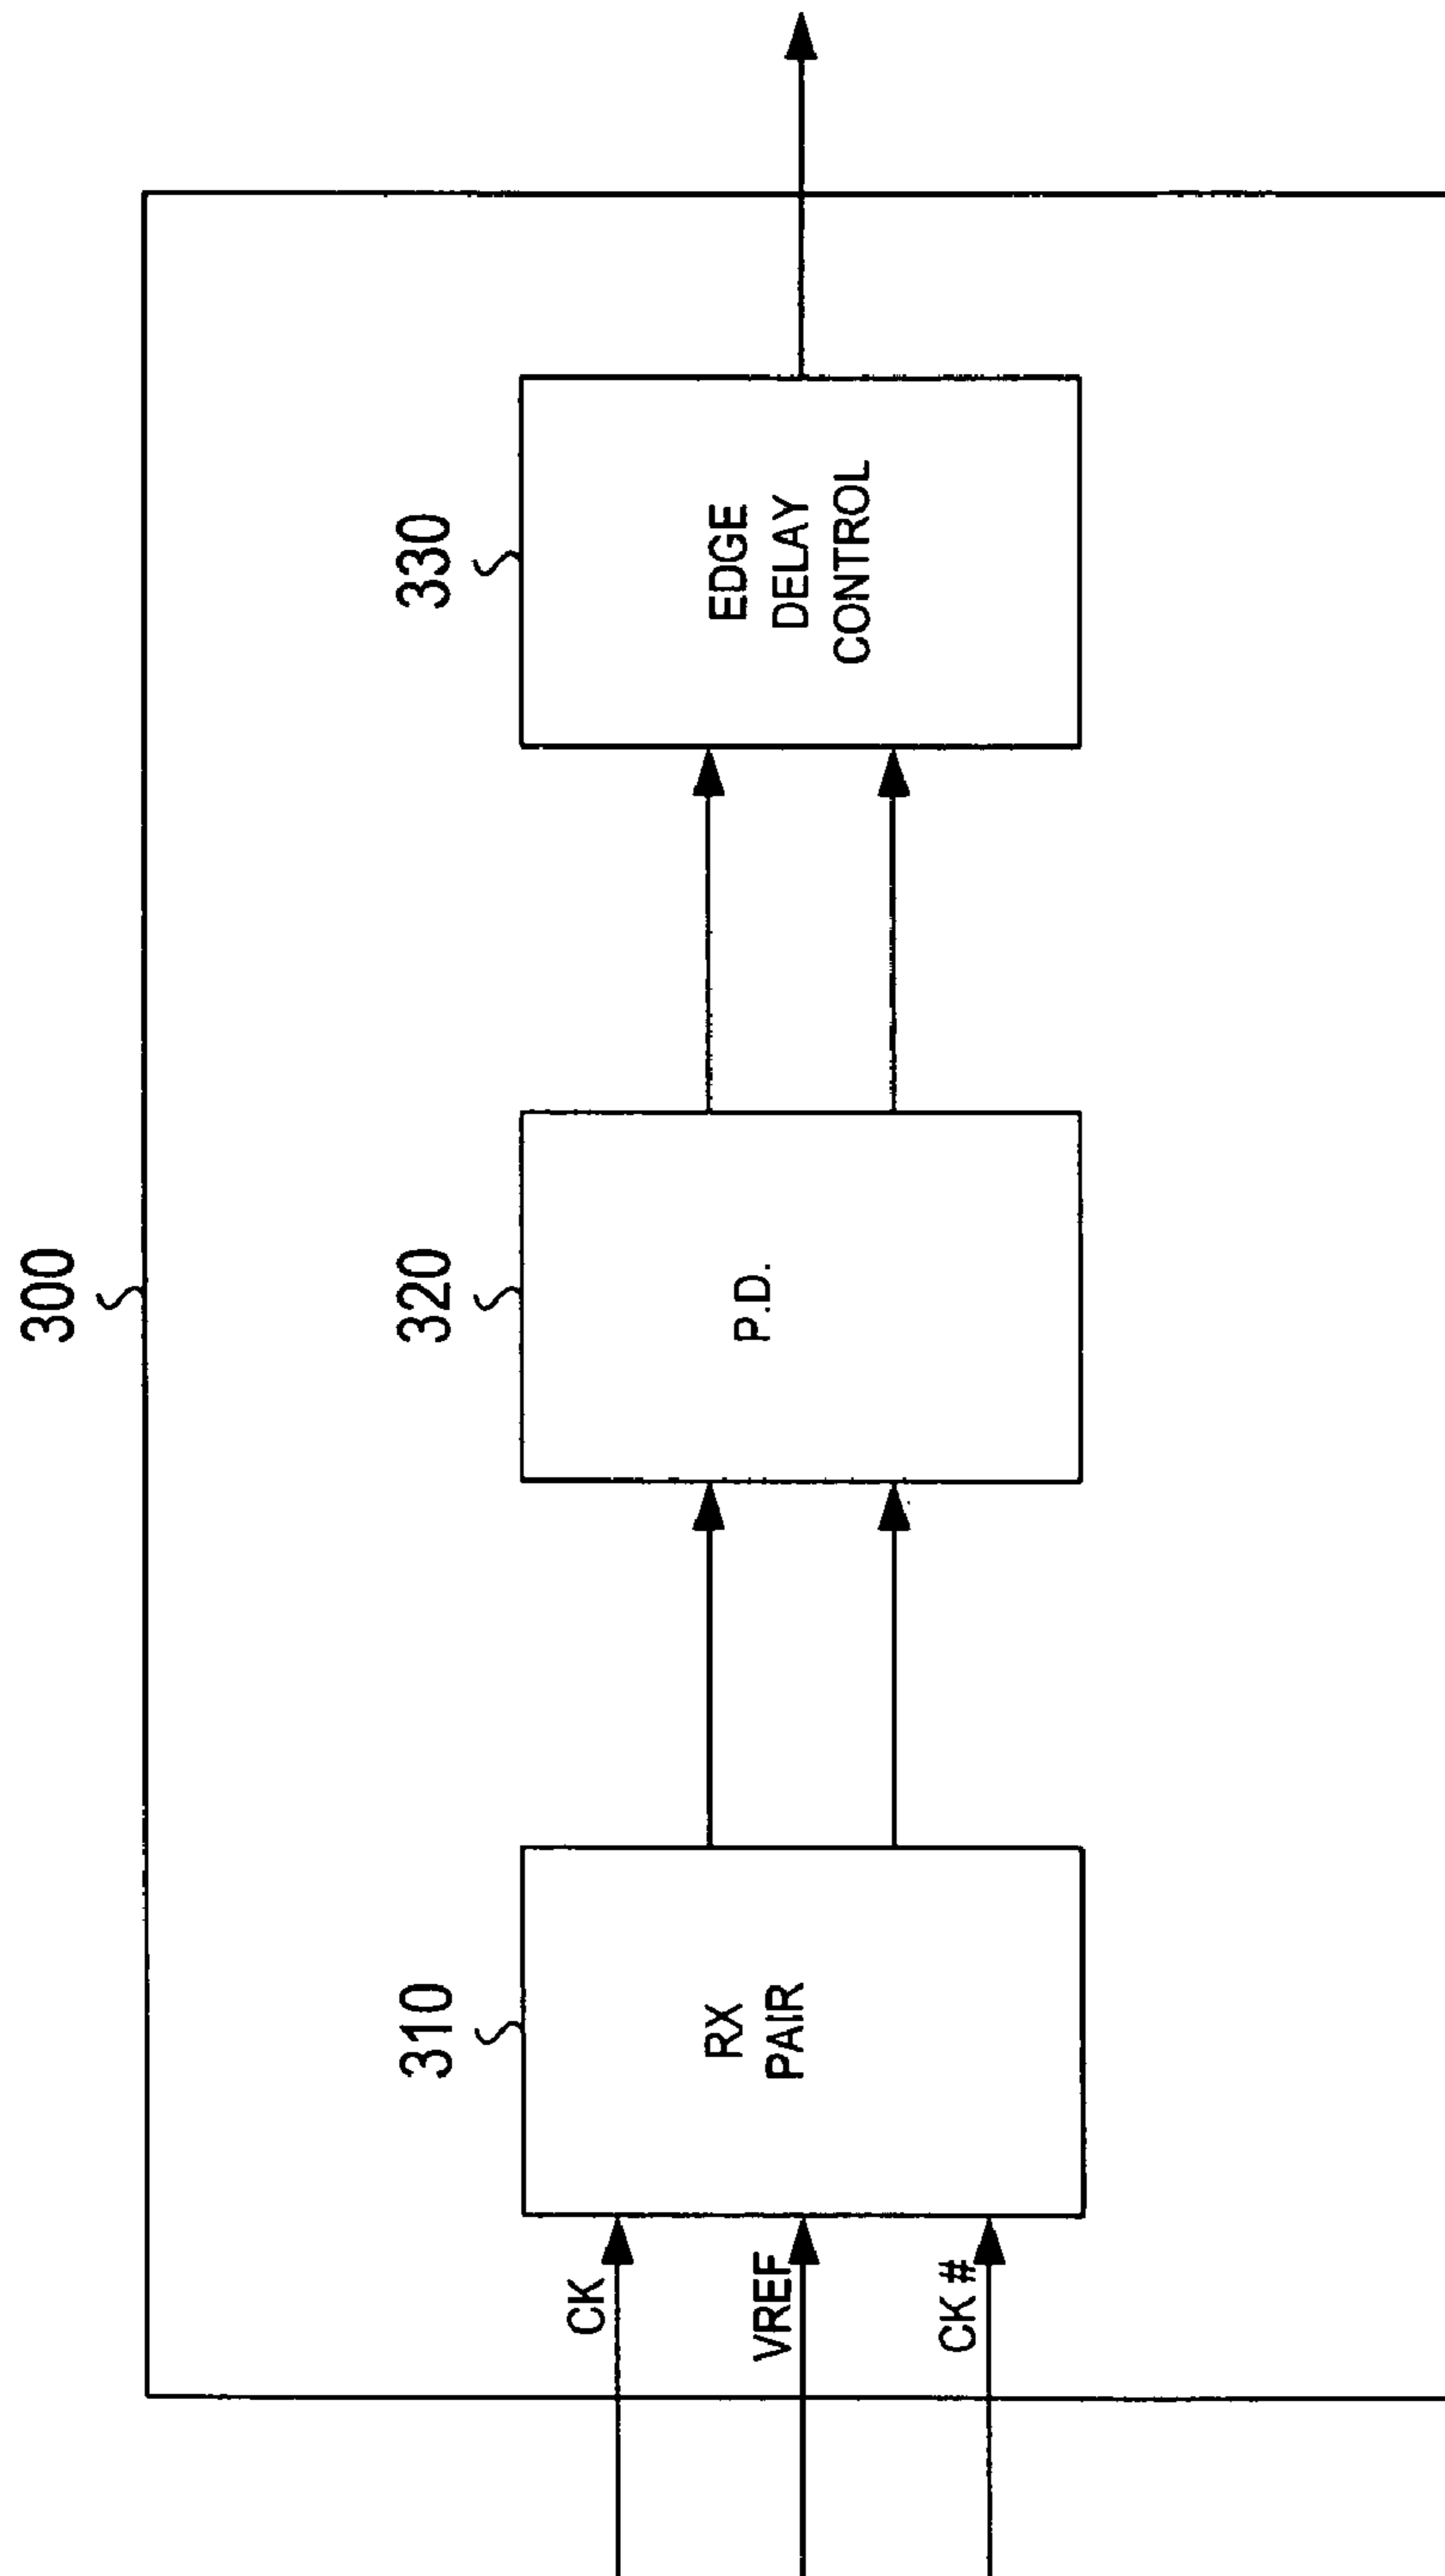 300
310
320
330
CK
VREF
CK #
RX
PAIR
P.D.
EDGE
DELAY
CONTROL